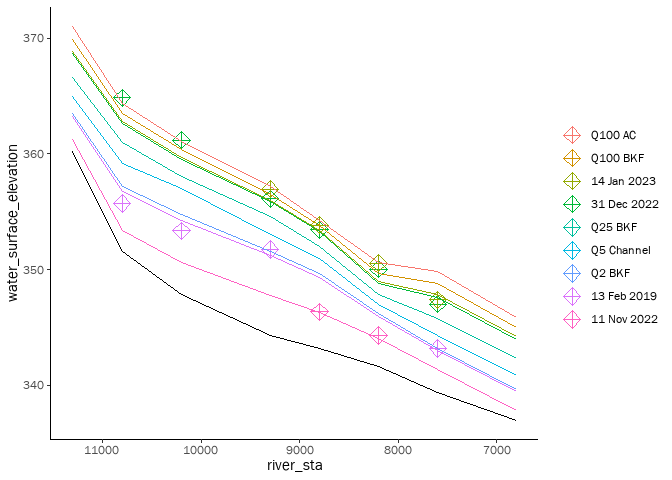 370
360
350
340
water_surface_elevation
11000
10000
9000
8000
7000
river_sta
Q100 AC
Q100 BKF
14 Jan 2023
31 Dec 2022
Q25 BKF
Q5 Channel
Q2 BKF
13 Feb 2019
11 Nov 2022